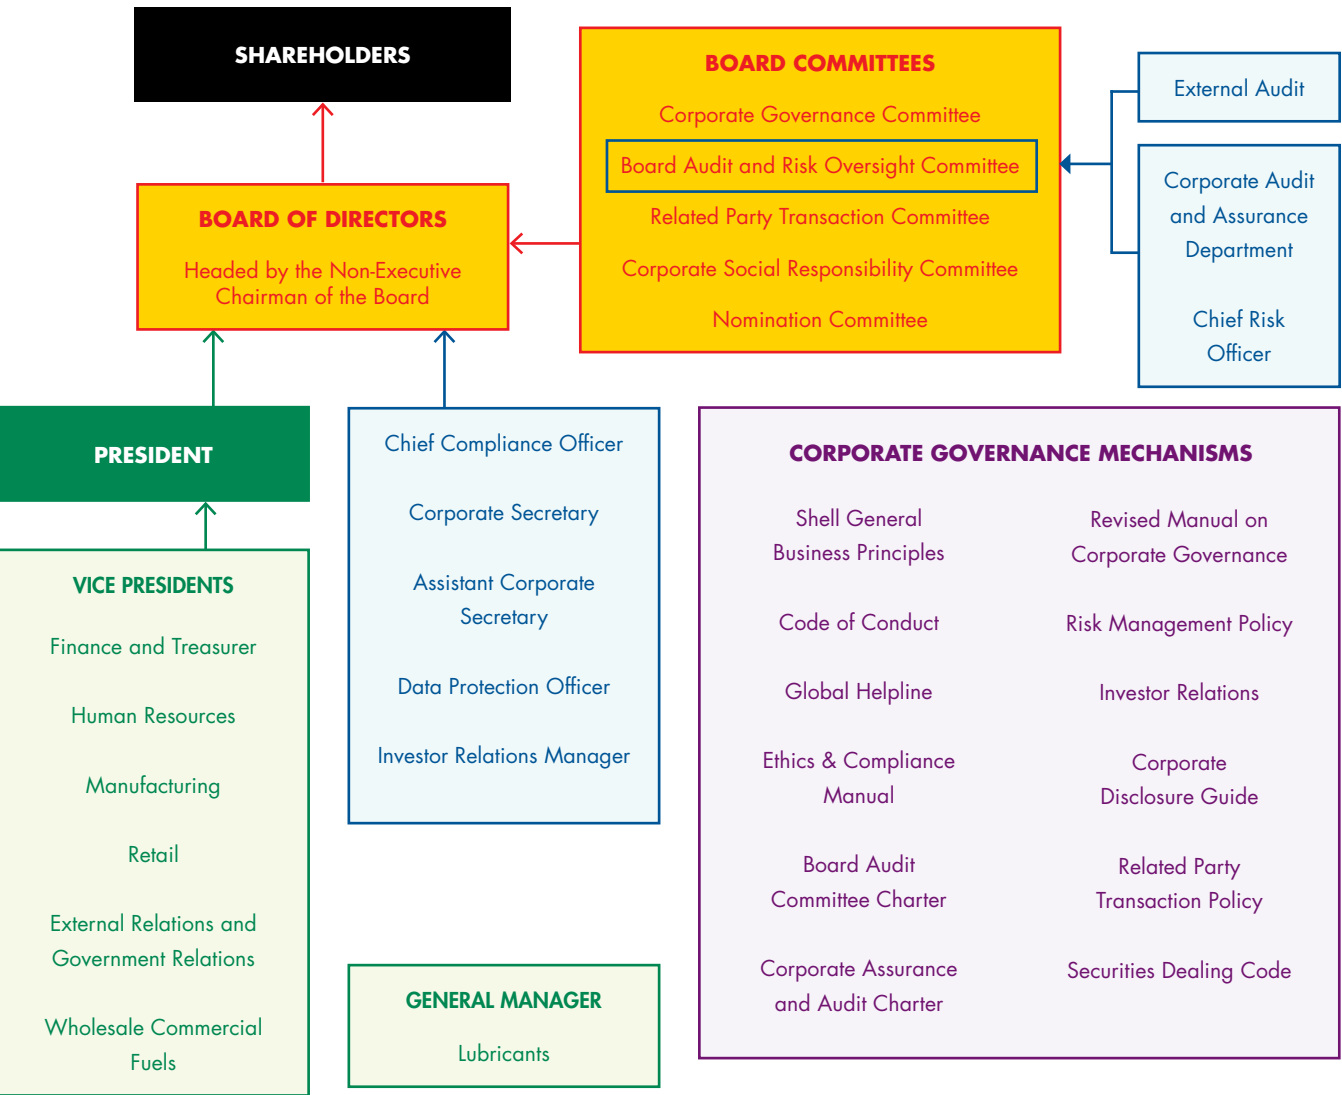 SHAREHOLDERS
BOARD OF DIRECTORS
Headed by the Non-Executive
Chairman of the Board
BOARD COMMITTEES
Corporate Governance Committee
Board Audit and Risk Oversight Committee
Related Party Transaction Committee
Corporate Social Responsibility Committee
Nomination Committee
External Audit
Corporate Audit
and Assurance
Department
Chief Risk
Officer
PRESIDENT
VICE PRESIDENTS
Finance and Treasurer
Human Resources
Manufacturing
Retail
External Relations and
Government Relations
Wholesale Commercial
Fuels
Chief Compliance Officer
Corporate Secretary
Assistant Corporate
Secretary
Data Protection Officer
Investor Relations Manager
GENERAL MANAGER
Lubricants
CORPORATE GOVERNANCE MECHANISMS
Shell General
Business Principles
Code of Conduct
Global Helpline
Ethics & Compliance
Manual
Board Audit
Committee Charter
Corporate Assurance
and Audit Charter
Revised Manual on
Corporate Governance
Risk Management Policy
Investor Relations
Corporate
Disclosure Guide
Related Party
Transaction Policy
Securities Dealing Code